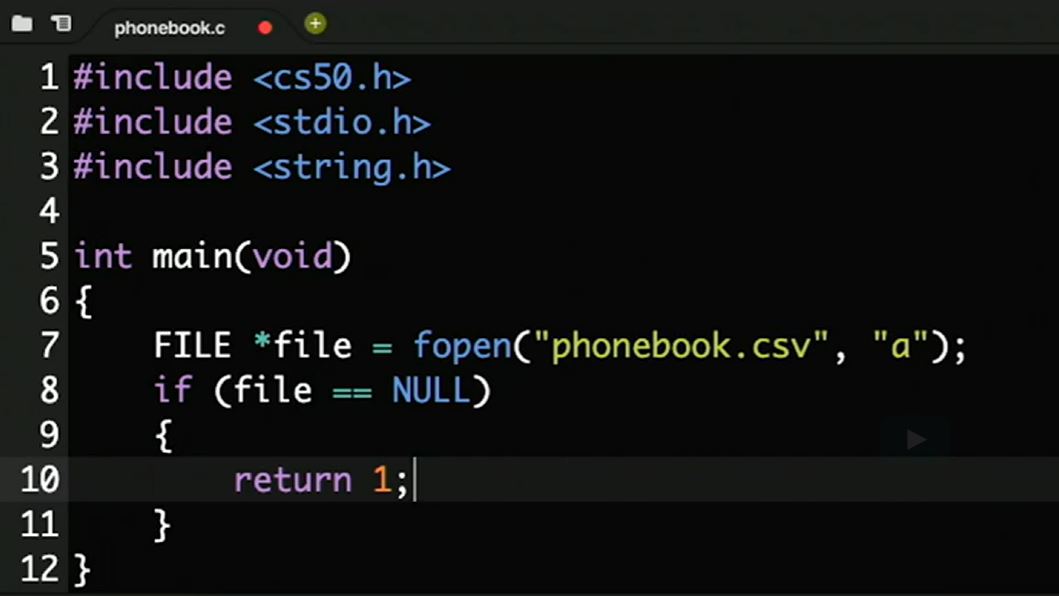 phonebook.c
1 #include <cs50.h>
2 #include <stdio.h>
3 #include <string.h>
4
5 int main(void)
6 {
7     FILE *file = fopen("phonebook.csv", "a");
8     if (file == NULL)
9     {
10         return 1;
11     }
12 }